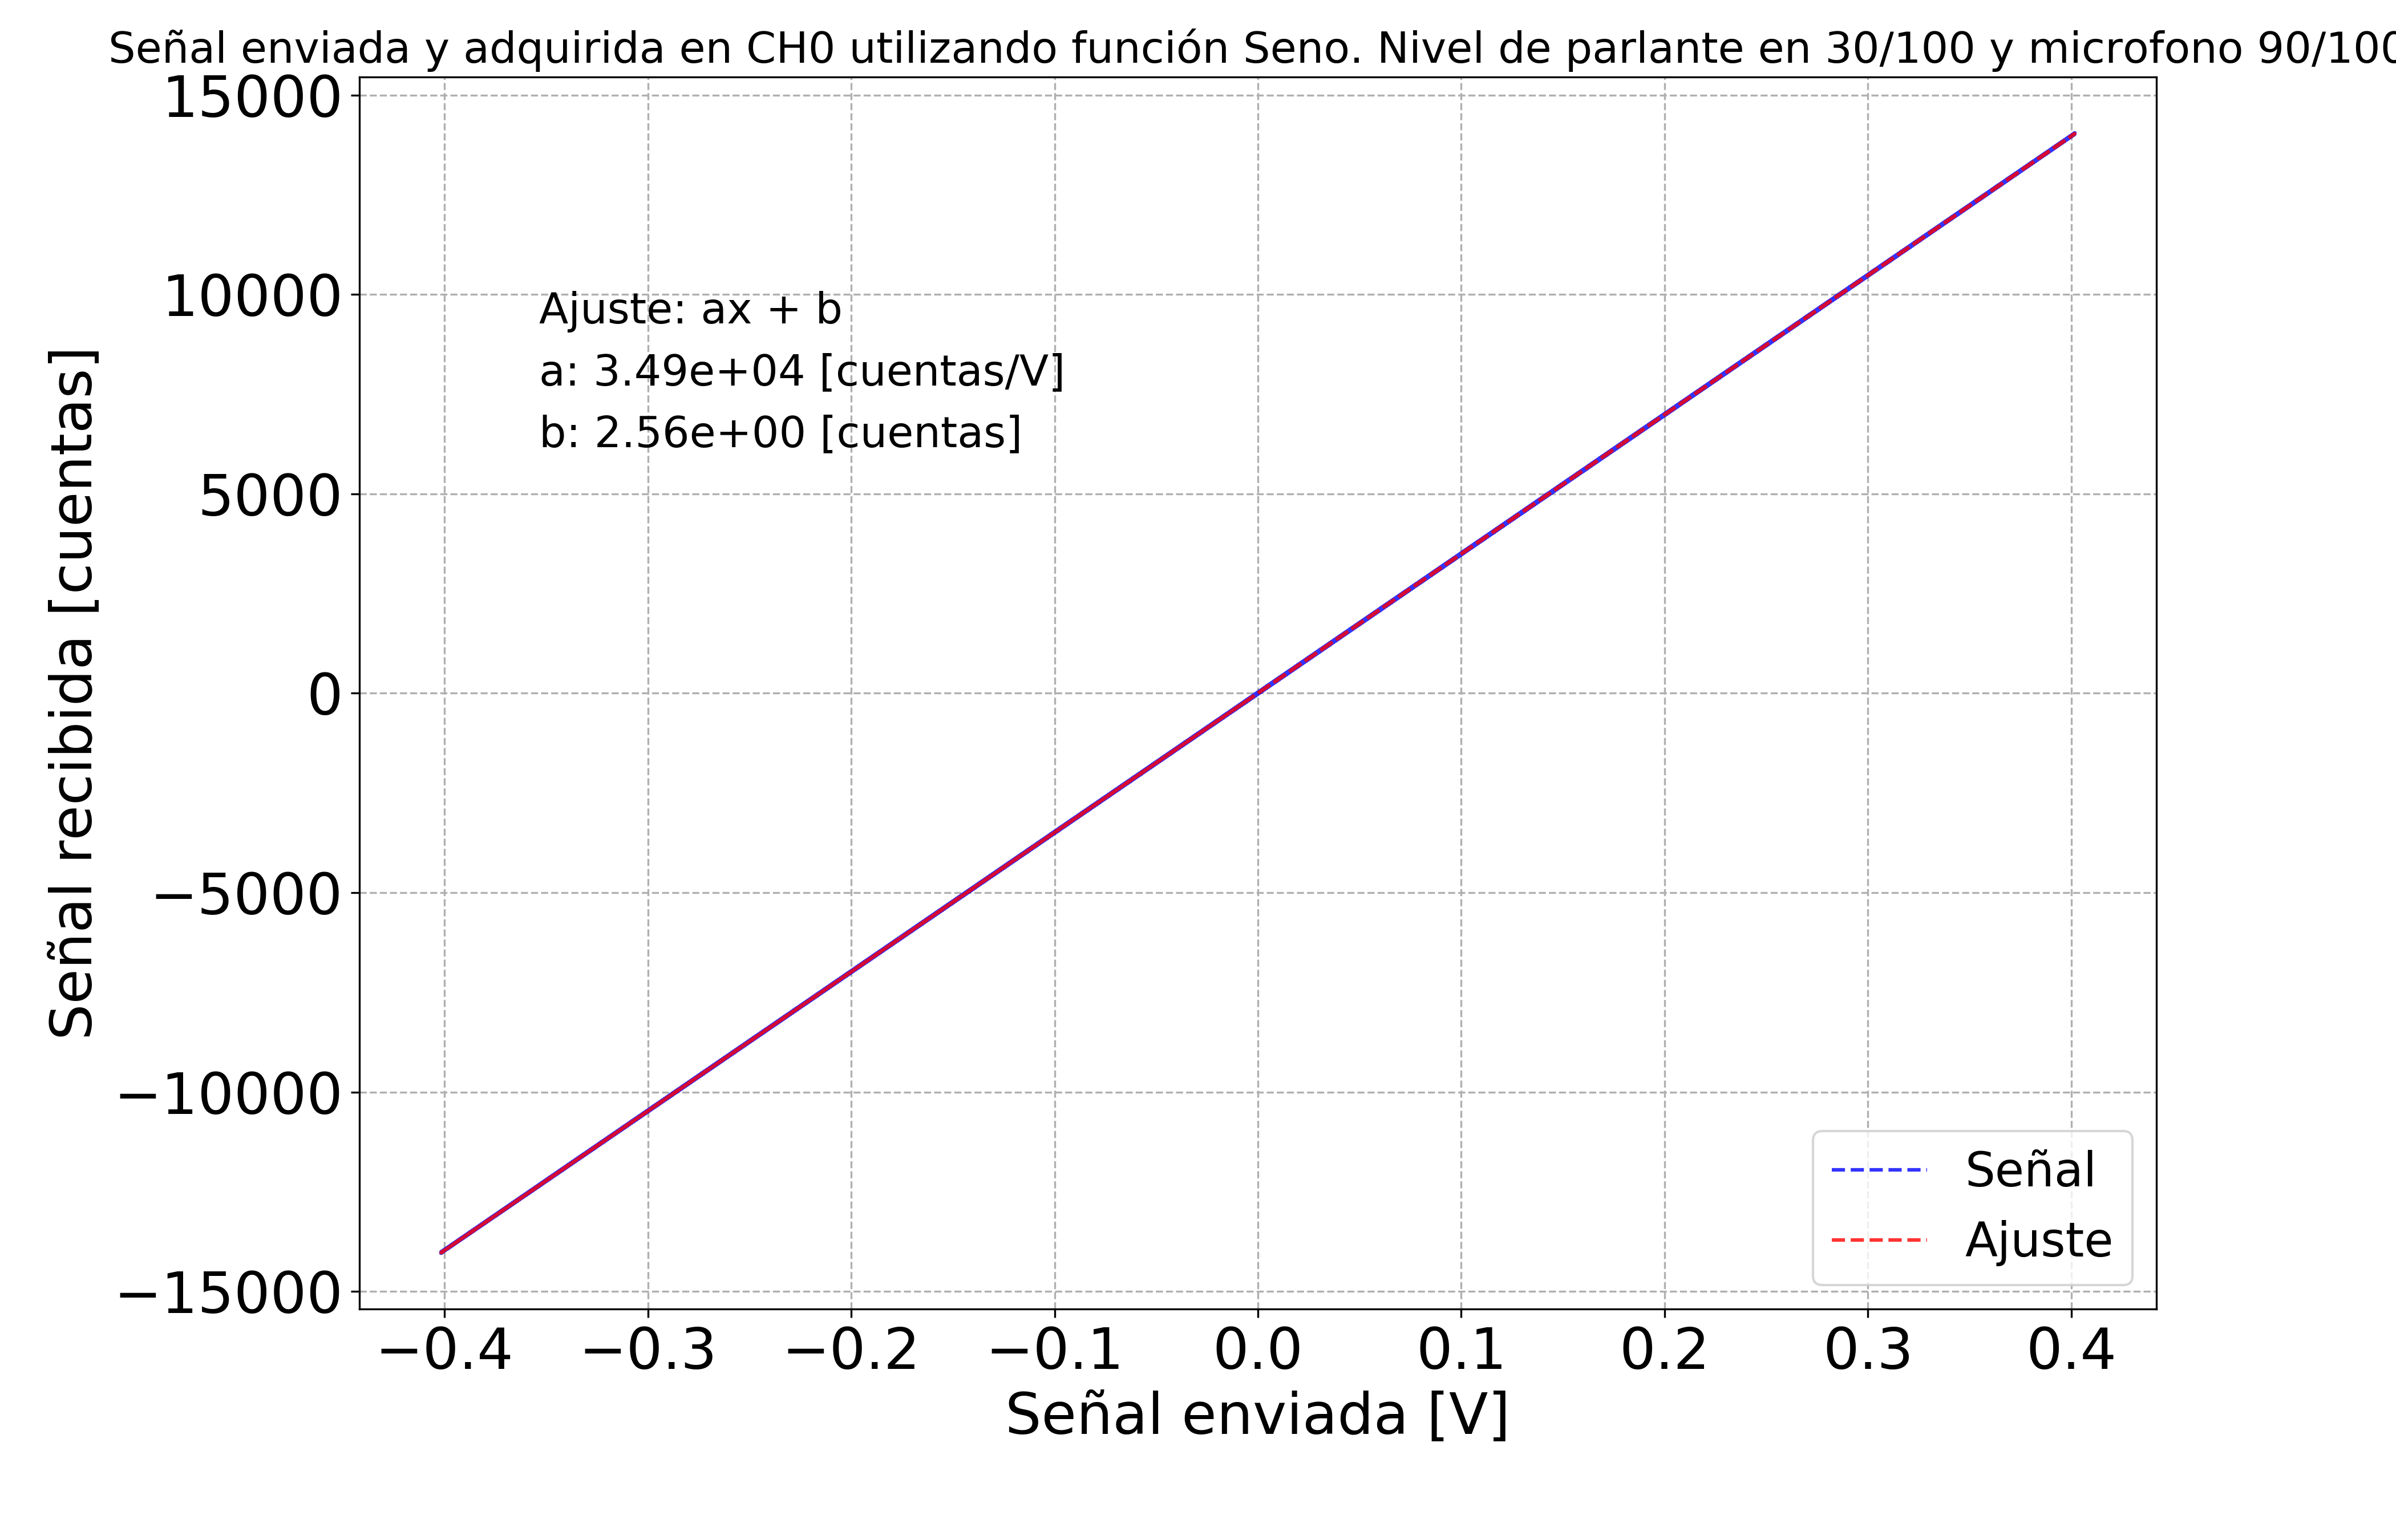 Señal enviada y adquirida en CH0 utilizando función Seno. Nivel de parlante en 30/100 y microfono 90/100
15000
10000
5000
0
−5000
−10000
−15000
Señal recibida [cuentas]
Ajuste: ax + b
a: 3.49e+04 [cuentas/V]
b: 2.56e+00 [cuentas]
Señal
Ajuste
−0.4 −0.3 −0.2 −0.1 0.0 0.1 0.2 0.3 0.4
Señal enviada [V]